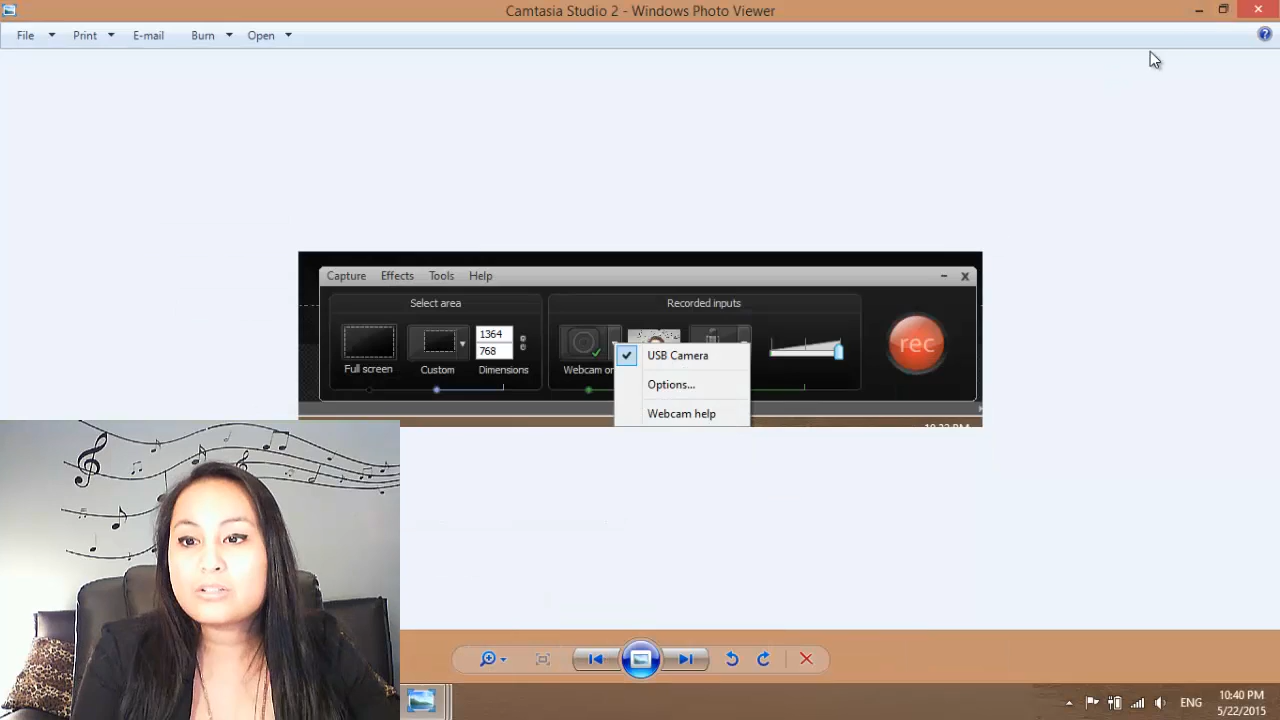 Camtasia Studio 2 - Windows Photo Viewer
File Print E-mail Burn Open
Capture Effects Tools Help
Select area Recorded inputs
1364
768
rec
Full screen Custom Dimensions Webcam on
USB Camera
Options...
Webcam help
ENG
10:40 PM
5/22/2015